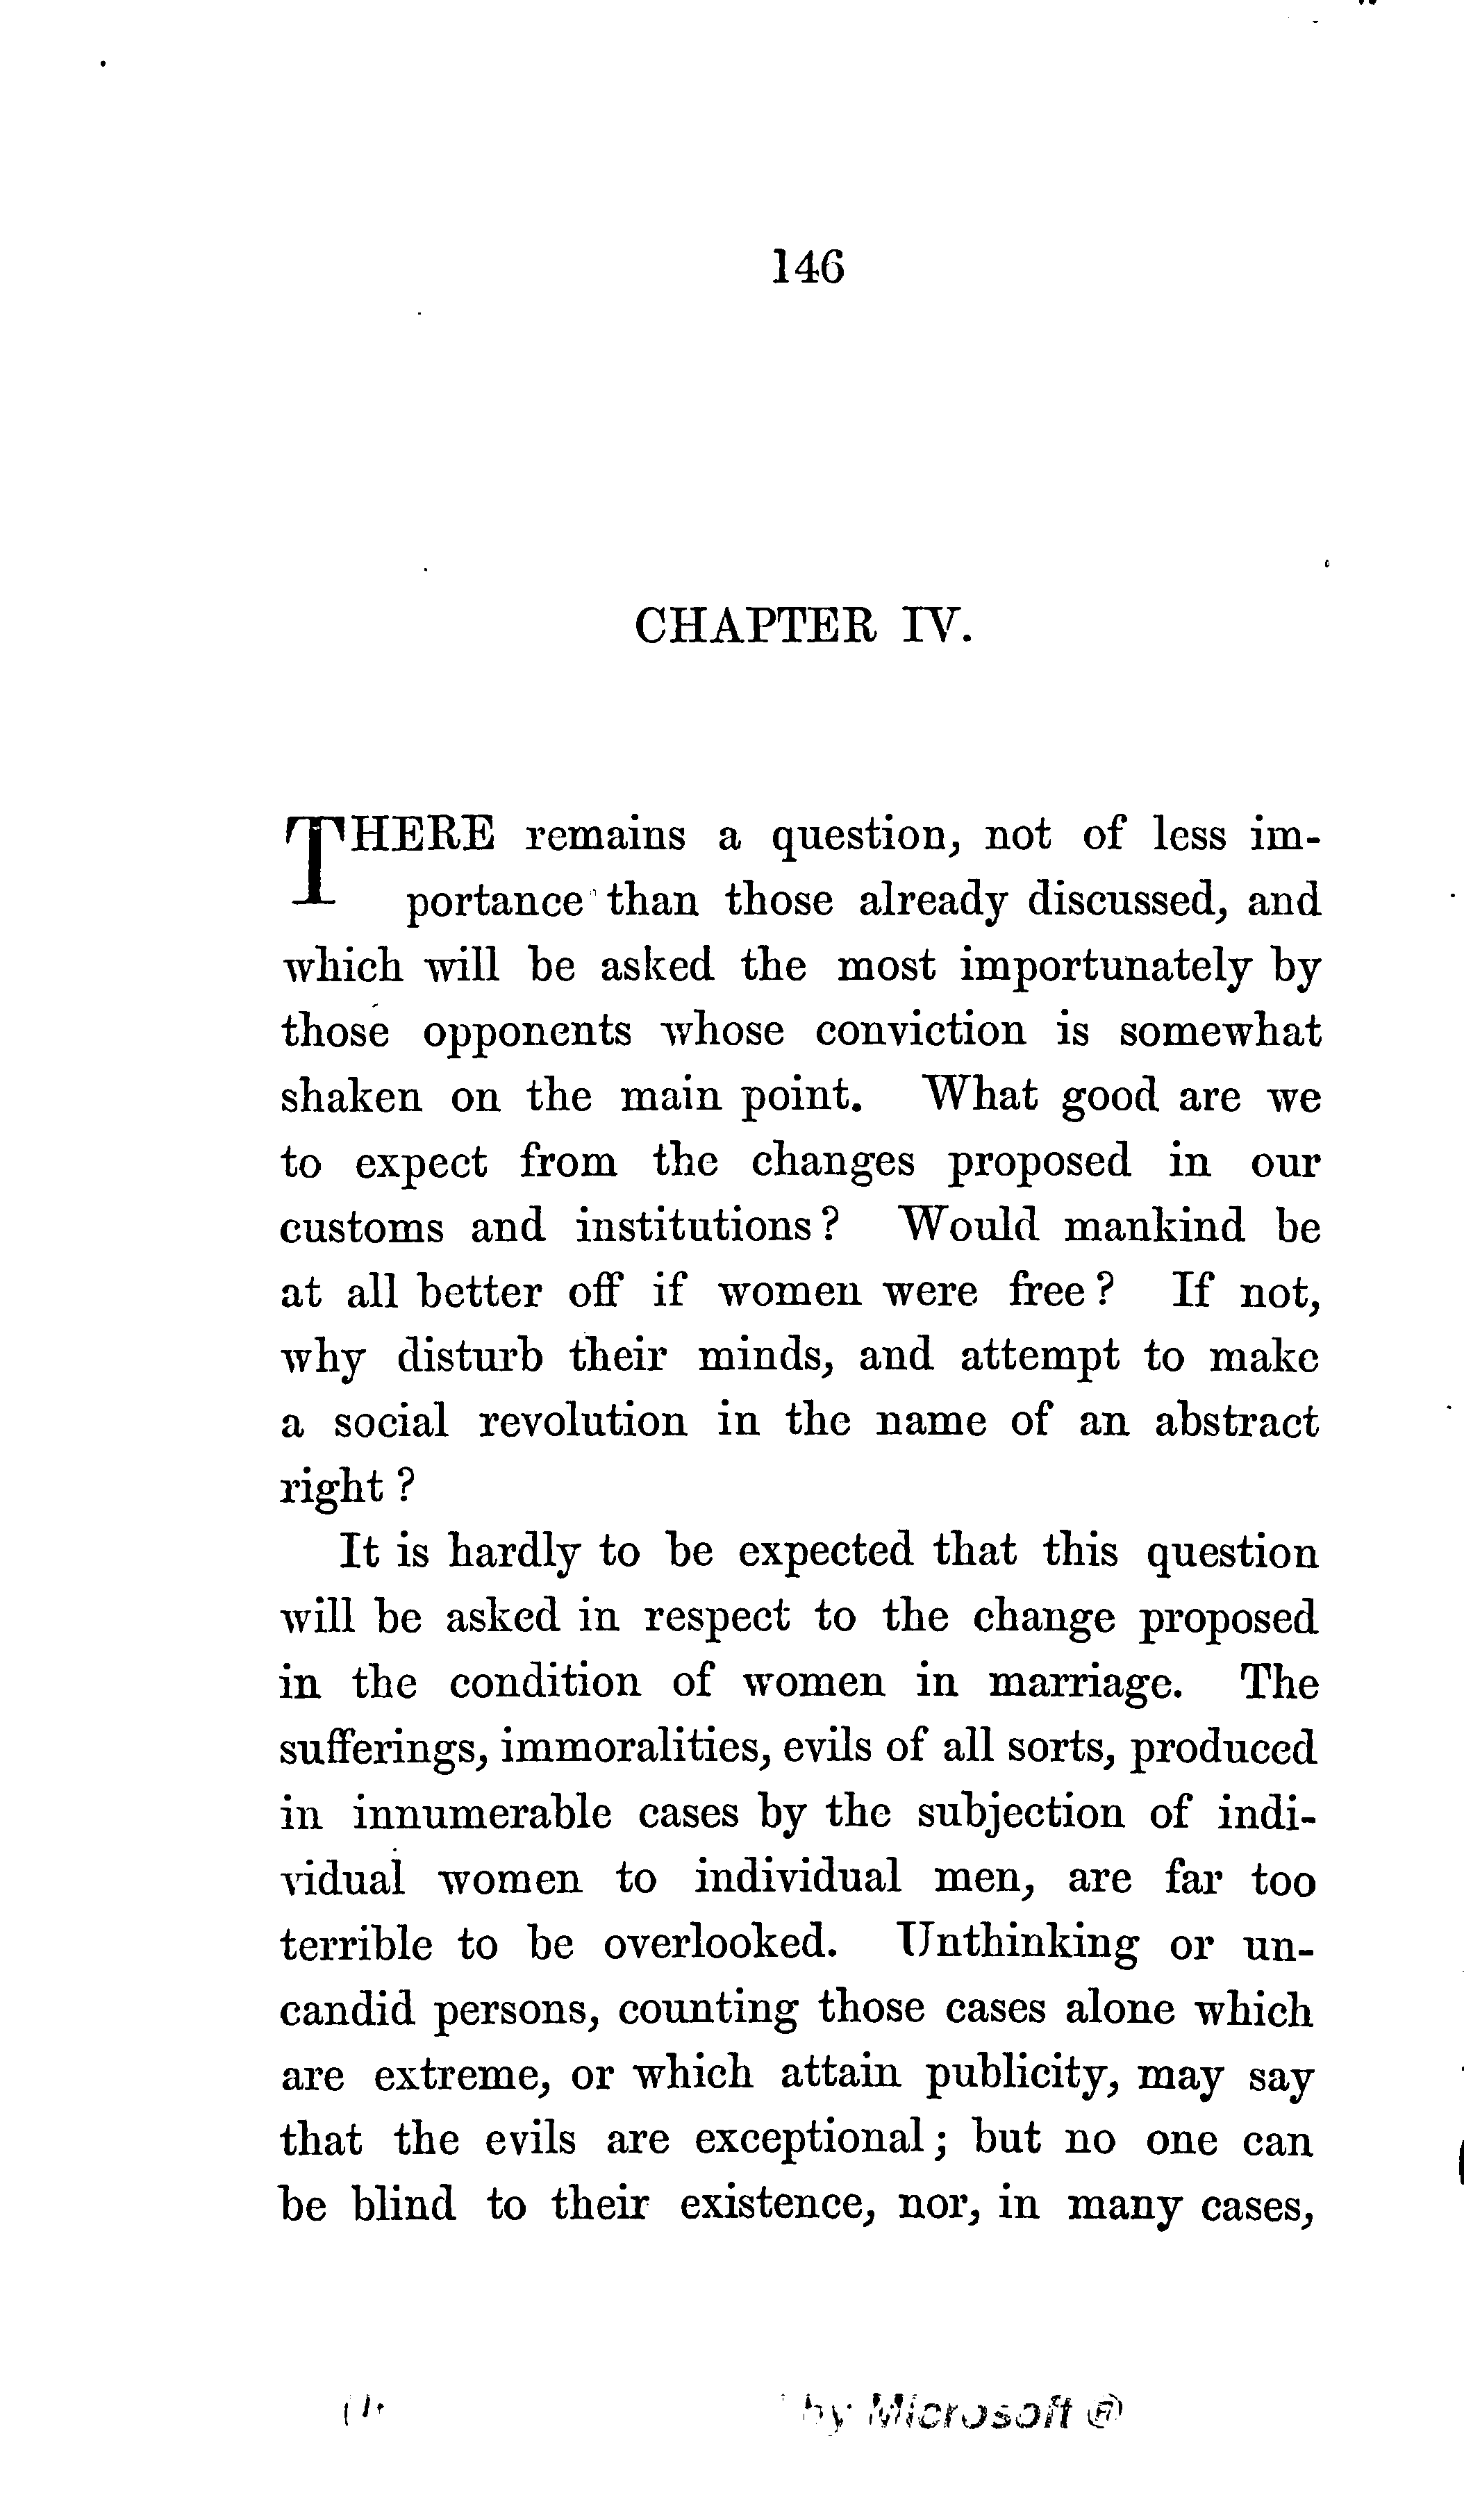 146
CHAPTER IV.
THERE remains a question, not of less im-
portance than those already discussed, and
which will be asked the most importunately by
those opponents whose conviction is somewhat
shaken on the main point. What good are we
to expect from the changes proposed in our
customs and institutions? Would mankind be
at all better off if women were free? If not,
why disturb their minds, and attempt to make
a social revolution in the name of an abstract
right?
It is hardly to be expected that this question
will be asked in respect to the change proposed
in the condition of women in marriage. The
sufferings, immoralities, evils of all sorts, produced
in innumerable cases by the subjection of indi-
vidual women to individual men, are far too
terrible to be overlooked. Unthinking or un-
candid persons, counting those cases alone which
are extreme, or which attain publicity, may say
that the evils are exceptional; but no one can
be blind to their existence, nor, in many cases,
by Microsoft ®